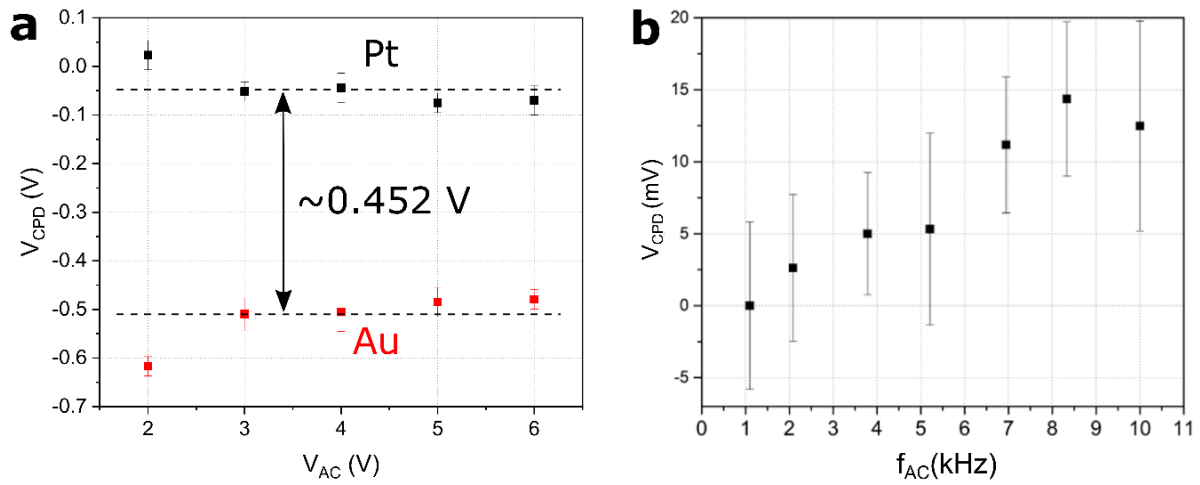 a
0.1
0.0
-0.1
-0.2
-0.3
-0.4
-0.5
-0.6
-0.7
V_CPD (V)
Pt
~0.452 V
Au
2 3 4 5 6
V_AC (V)
b
20
15
10
5
0
-5
V_CPD (mV)
0 1 2 3 4 5 6 7 8 9 10 11
f_AC(kHz)